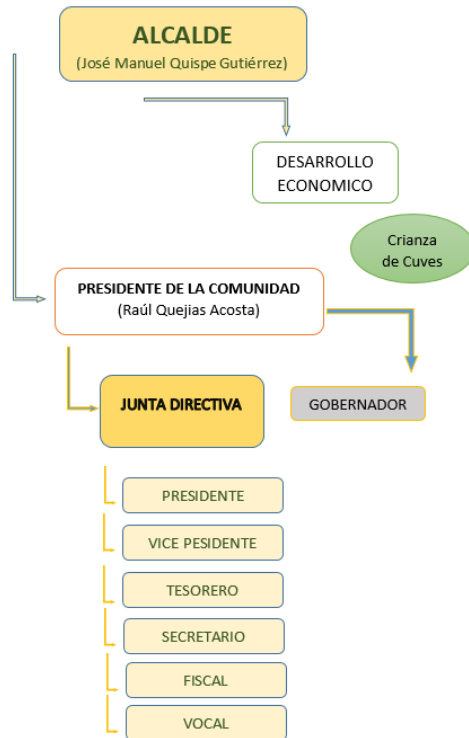 ALCALDE
(José Manuel Quispe Gutiérrez)
DESARROLLO
ECONOMICO
Crianza
de Cuves
PRESIDENTE DE LA COMUNIDAD
(Raúl Quejias Acosta)
JUNTA DIRECTIVA
GOBERNADOR
PRESIDENTE
VICE PESIDENTE
TESORERO
SECRETARIO
FISCAL
VOCAL